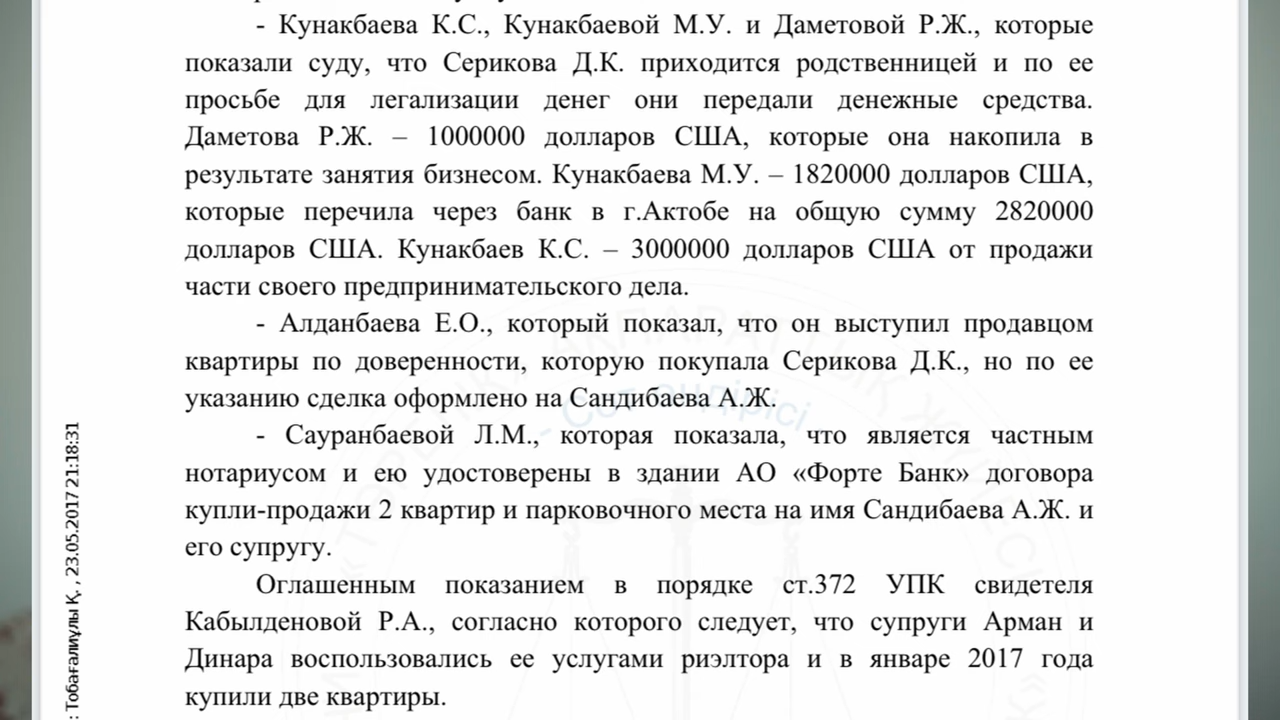 - Кунакбаева К.С., Кунакбаевой М.У. и Даметовой Р.Ж., которые
показали суду, что Серикова Д.К. приходится родственницей и по ее
просьбе для легализации денег они передали денежные средства.
Даметова Р.Ж. – 1000000 долларов США, которые она накопила в
результате занятия бизнесом. Кунакбаева М.У. – 1820000 долларов США,
которые перечила через банк в г.Актобе на общую сумму 2820000
долларов США. Кунакбаев К.С. – 3000000 долларов США от продажи
части своего предпринимательского дела.
- Алданбаева Е.О., который показал, что он выступил продавцом
квартиры по доверенности, которую покупала Серикова Д.К., но по ее
указанию сделка оформлено на Сандибаева А.Ж.
- Сауранбаевой Л.М., которая показала, что является частным
нотариусом и ею удостоверены в здании АО «Форте Банк» договора
купли-продажи 2 квартир и парковочного места на имя Сандибаева А.Ж. и
его супругу.
Оглашенным показанием в порядке ст.372 УПК свидетеля
Кабылденовой Р.А., согласно которого следует, что супруги Арман и
Динара воспользовались ее услугами риэлтора и в январе 2017 года
купили две квартиры.
: Тобағалиұлы Қ. , 23.05.2017 21:18:31